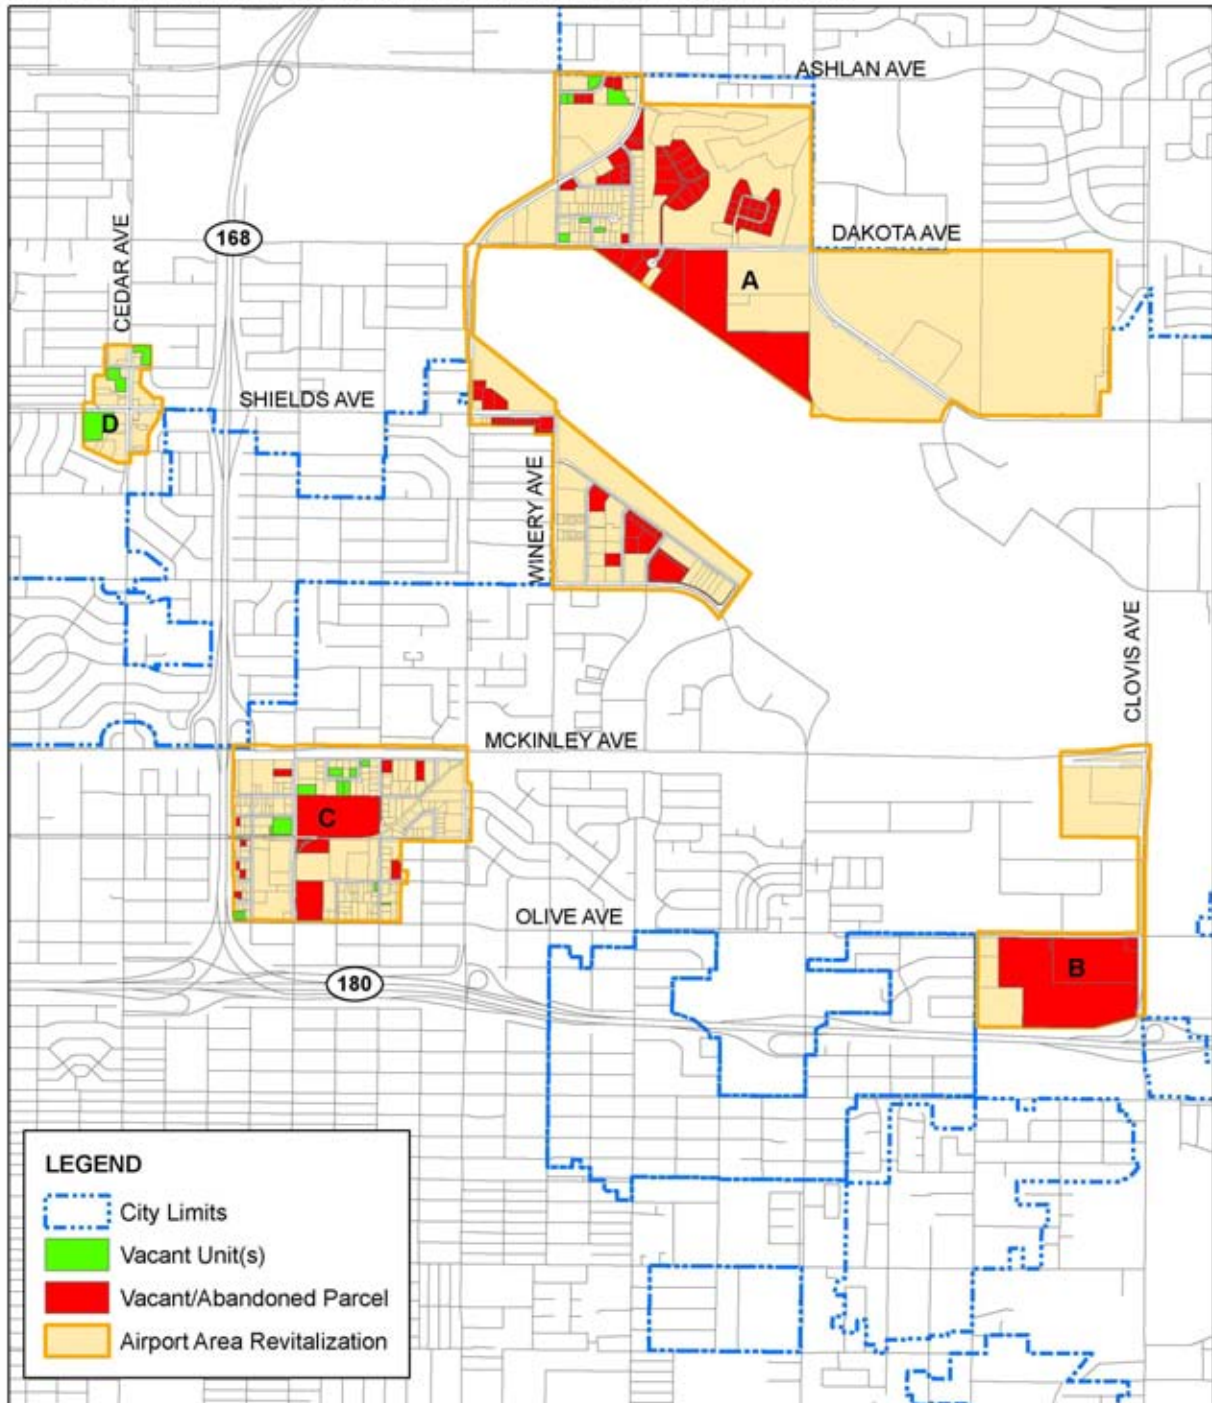 ASHLAN AVE
168
CEDAR AVE
DAKOTA AVE
A
SHIELDS AVE
D
WINERY AVE
CLOVIS AVE
MCKINLEY AVE
C
OLIVE AVE
B
180
LEGEND
City Limits
Vacant Unit(s)
Vacant/Abandoned Parcel
Airport Area Revitalization